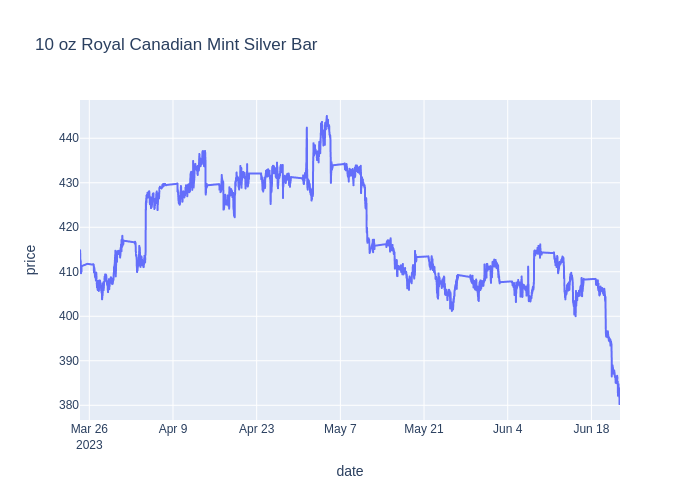 10 oz Royal Canadian Mint Silver Bar
price
440
430
420
410
400
390
380
Mar 26
2023
Apr 9
Apr 23
May 7
May 21
Jun 4
Jun 18
date